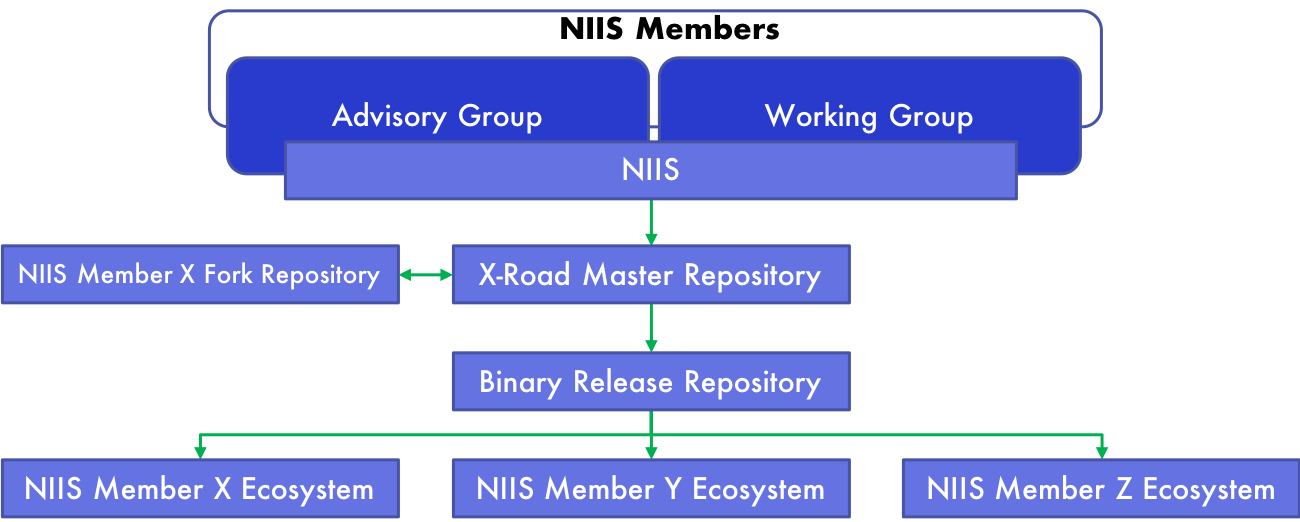 NIIS Members
Advisory Group
Working Group
NIIS
NIIS Member X Fork Repository
X-Road Master Repository
Binary Release Repository
NIIS Member X Ecosystem
NIIS Member Y Ecosystem
NIIS Member Z Ecosystem